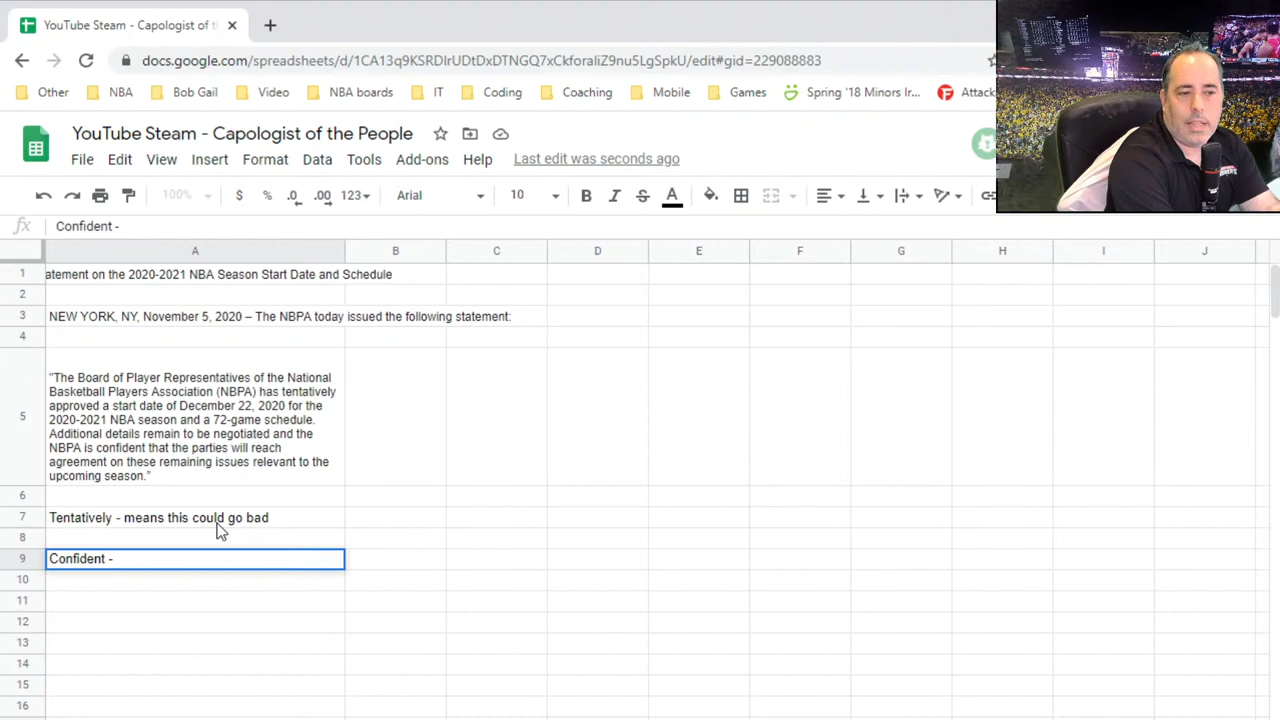 YouTube Steam - Capologist of the
docs.google.com/spreadsheets/d/1CA13q9KSRDIrUDtDxDTNGQ7xCkforaliZ9nu5LgSpkU/edit#gid=229088883
Other NBA Bob Gail Video NBA boards IT Coding Coaching Mobile Games Spring '18 Minors Ir... Attack
YouTube Steam - Capologist of the People
File Edit View Insert Format Data Tools Add-ons Help Last edit was seconds ago
100% $ % .0 .00 123 Arial 10 B I S A
fx Confident -
A B C D E F G H I J
1 atement on the 2020-2021 NBA Season Start Date and Schedule
2
3 NEW YORK, NY, November 5, 2020 – The NBPA today issued the following statement:
4
"The Board of Player Representatives of the National
Basketball Players Association (NBPA) has tentatively
approved a start date of December 22, 2020 for the
5 2020-2021 NBA season and a 72-game schedule.
Additional details remain to be negotiated and the
NBPA is confident that the parties will reach
agreement on these remaining issues relevant to the
upcoming season."
6
7 Tentatively - means this could go bad
8
9 Confident -
10
11
12
13
14
15
16